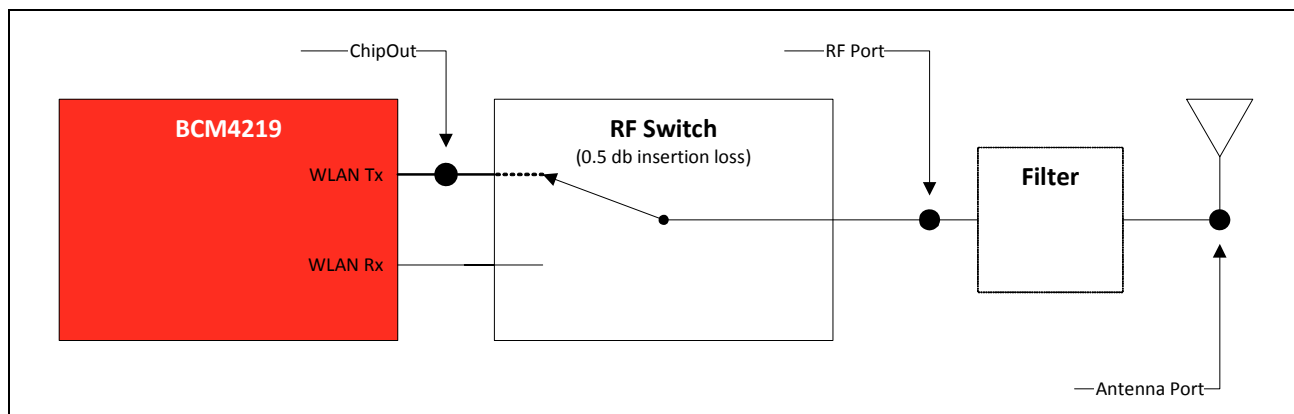 ChipOut
RF Port
BCM4219
RF Switch
(0.5 db insertion loss)
WLAN Tx
Filter
WLAN Rx
Antenna Port